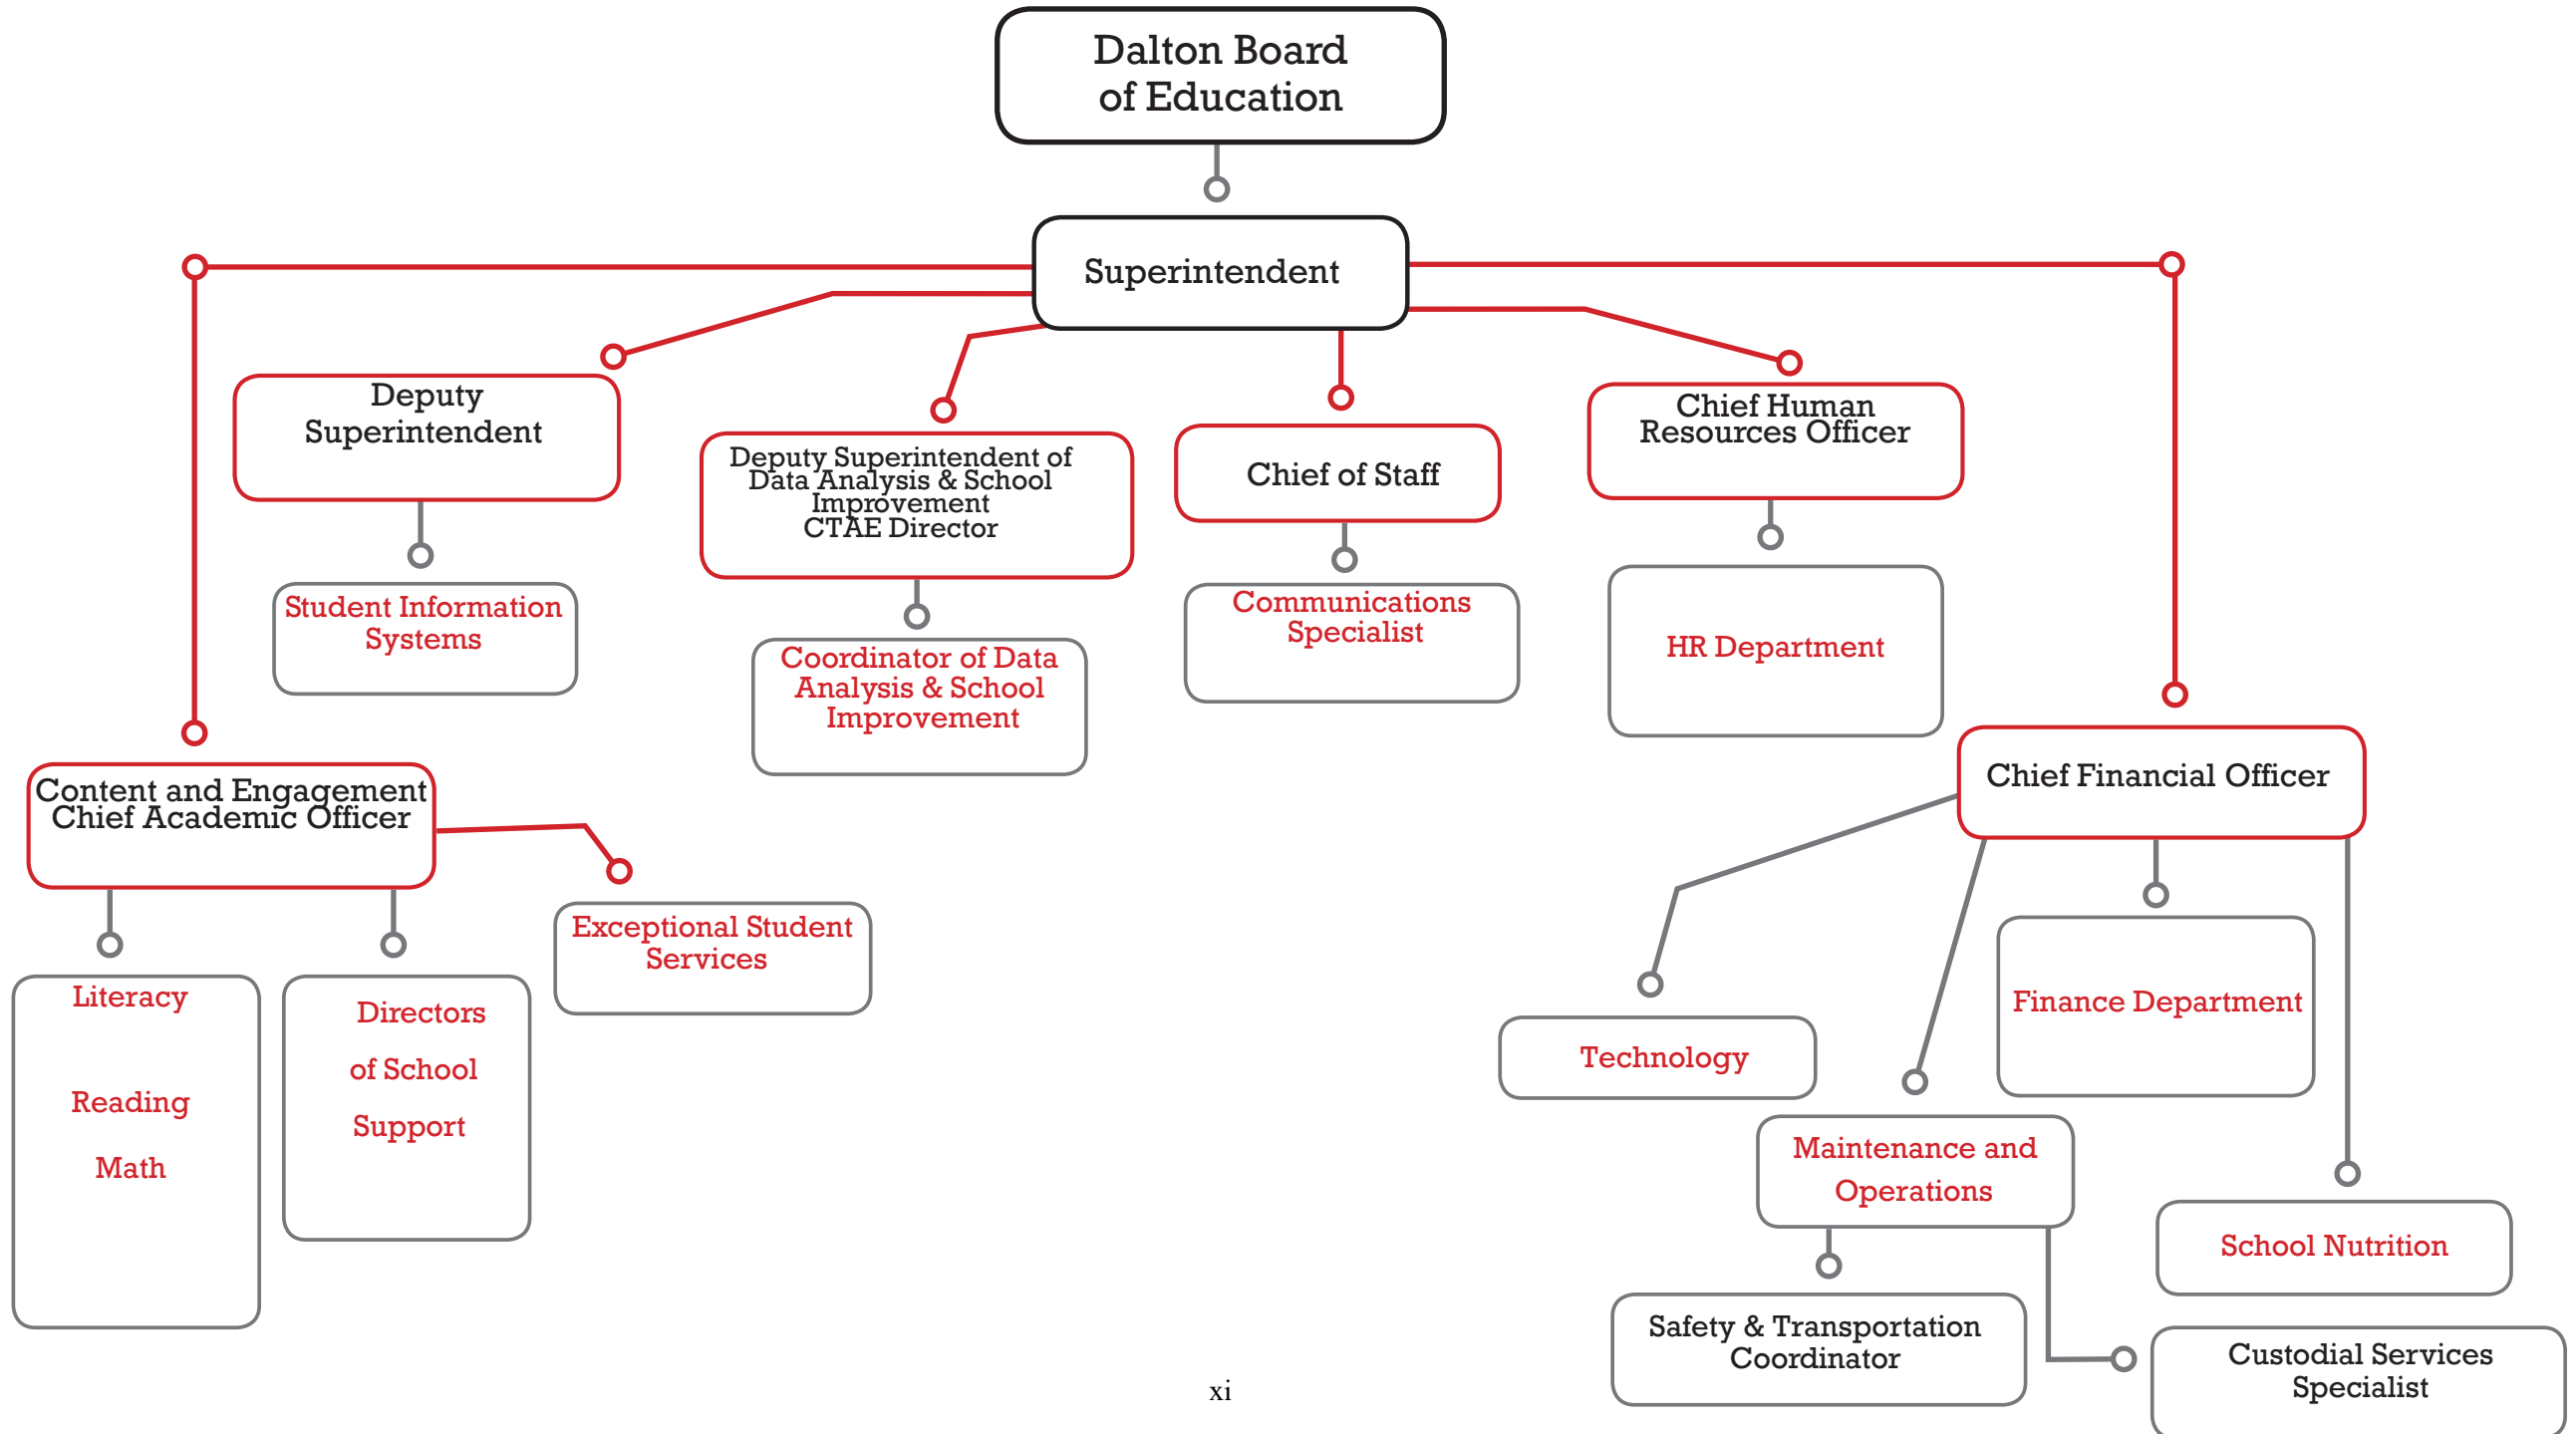 Dalton Board
of Education
Superintendent
Deputy
Superintendent
Deputy Superintendent of
Data Analysis & School
Improvement
CTAE Director
Chief of Staff
Chief Human
Resources Officer
Student Information
Systems
Coordinator of Data
Analysis & School
Improvement
Communications
Specialist
HR Department
Content and Engagement
Chief Academic Officer
Chief Financial Officer
Exceptional Student
Services
Literacy
Reading
Math
Directors
of School
Support
Technology
Finance Department
Maintenance and
Operations
School Nutrition
Safety & Transportation
Coordinator
Custodial Services
Specialist
xi